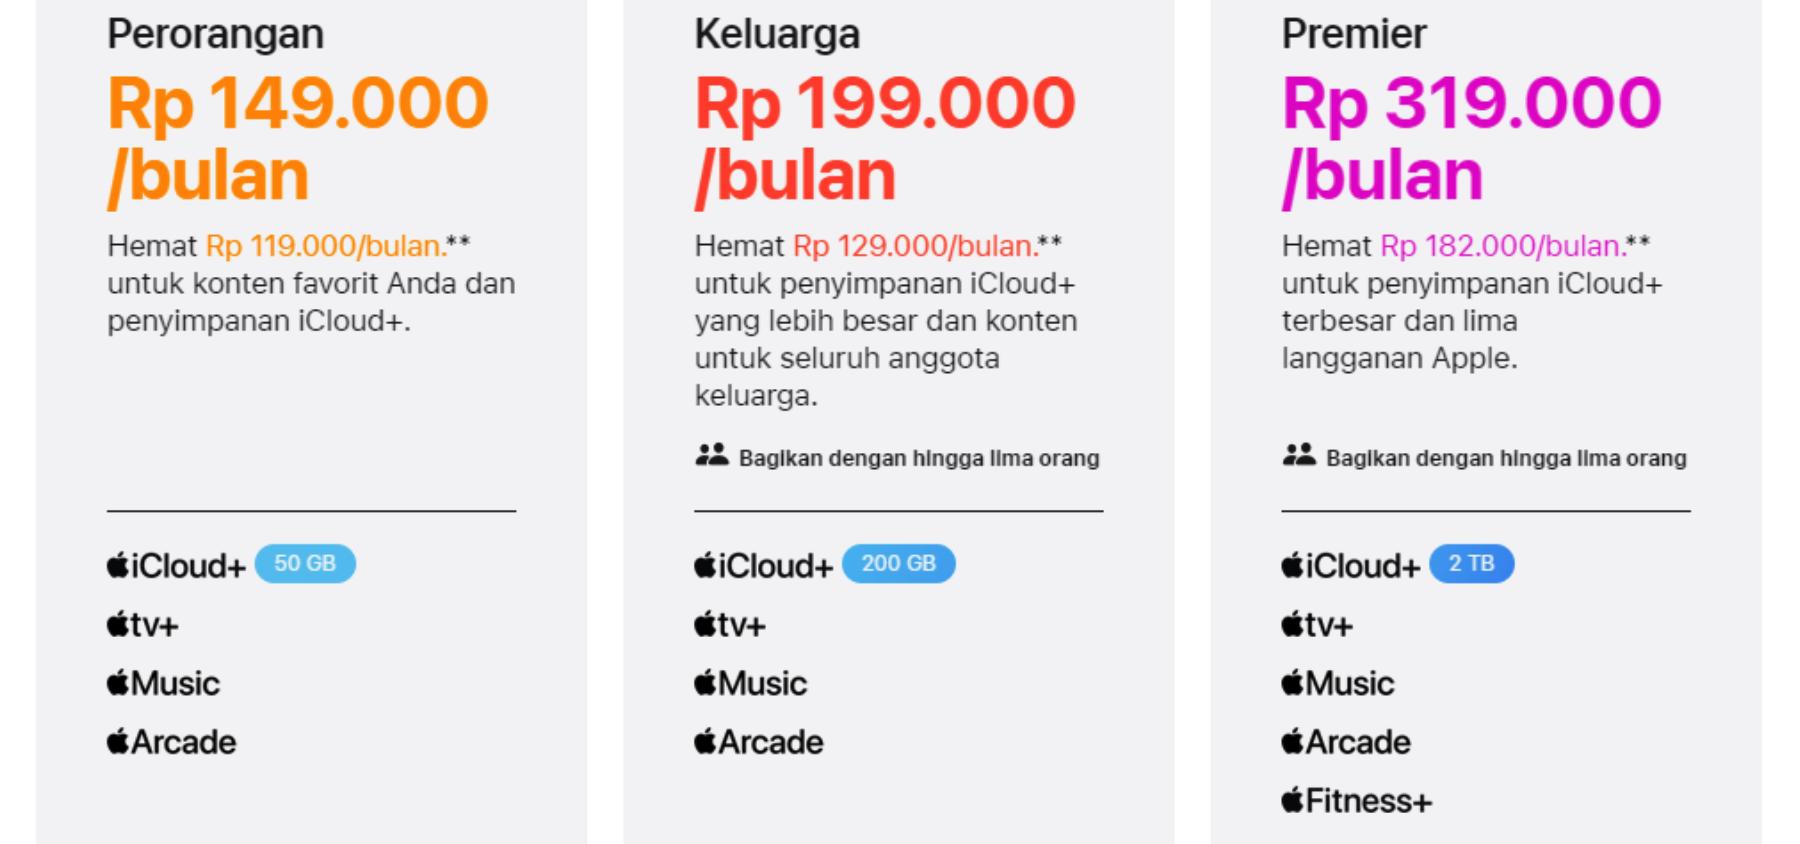 Perorangan
Rp 149.000
/bulan
Hemat Rp 119.000/bulan.**
untuk konten favorit Anda dan
penyimpanan iCloud+.
iCloud+ 50 GB
tv+
Music
Arcade
Keluarga
Rp 199.000
/bulan
Hemat Rp 129.000/bulan.**
untuk penyimpanan iCloud+
yang lebih besar dan konten
untuk seluruh anggota
keluarga.
Bagikan dengan hingga lima orang
iCloud+ 200 GB
tv+
Music
Arcade
Premier
Rp 319.000
/bulan
Hemat Rp 182.000/bulan.**
untuk penyimpanan iCloud+
terbesar dan lima
langganan Apple.
Bagikan dengan hingga lima orang
iCloud+ 2 TB
tv+
Music
Arcade
Fitness+